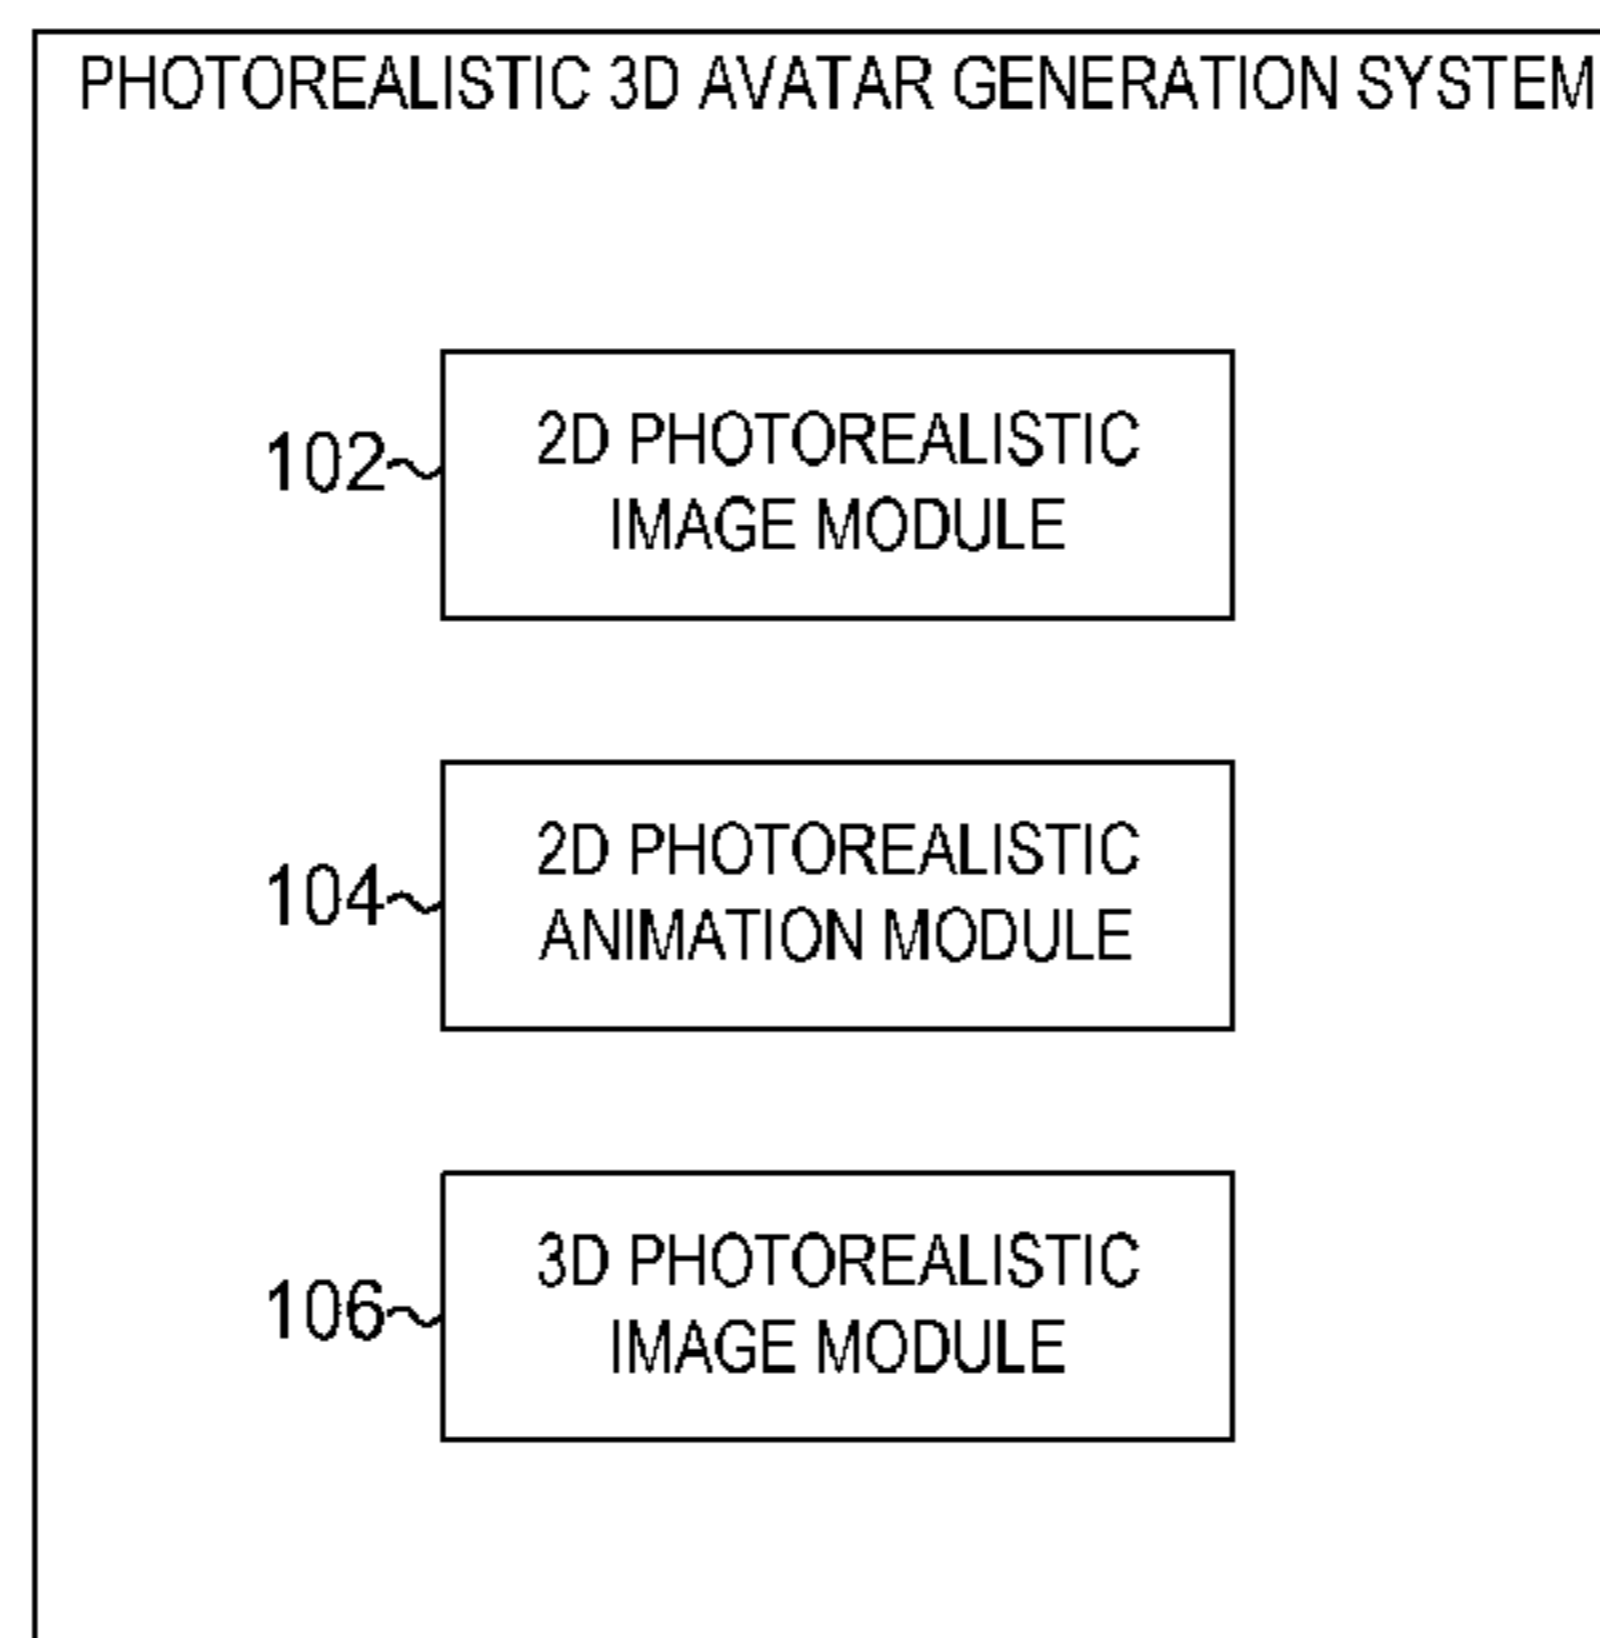 PHOTOREALISTIC 3D AVATAR GENERATION SYSTEM
102
2D PHOTOREALISTIC
IMAGE MODULE
104
2D PHOTOREALISTIC
ANIMATION MODULE
106
3D PHOTOREALISTIC
IMAGE MODULE